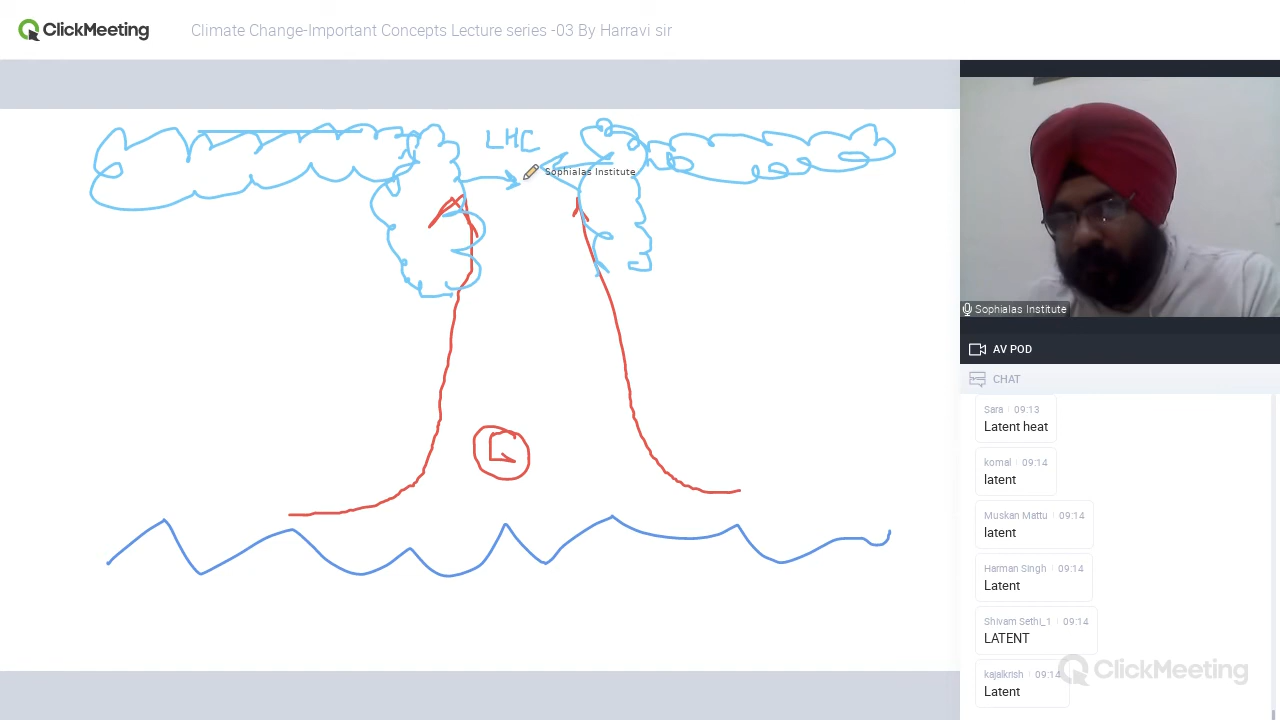 ClickMeeting
Climate Change-Important Concepts Lecture series -03 By Harravi sir
LHC
Sophialas Institute
L
Sophialas Institute
AV POD
CHAT
Sara 09:13
Latent heat
komal 09:14
latent
Muskan Mattu 09:14
latent
Harman Singh 09:14
Latent
Shivam Sethi_1 09:14
LATENT
kajalkrish 09:14
Latent
ClickMeeting